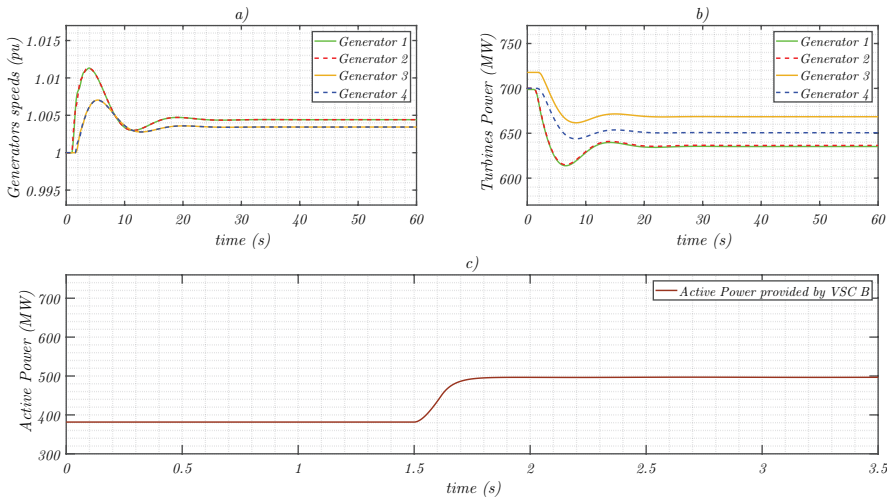 a)
1.015
1.01
1.005
1
0.995
Generators speeds (pu)
0 10 20 30 40 50 60
time (s)
Generator 1
Generator 2
Generator 3
Generator 4
b)
750
700
650
600
Turbines Power (MW)
0 10 20 30 40 50 60
time (s)
Generator 1
Generator 2
Generator 3
Generator 4
c)
700
600
500
400
300
Active Power (MW)
0 0.5 1 1.5 2 2.5 3 3.5
time (s)
Active Power provided by VSC B